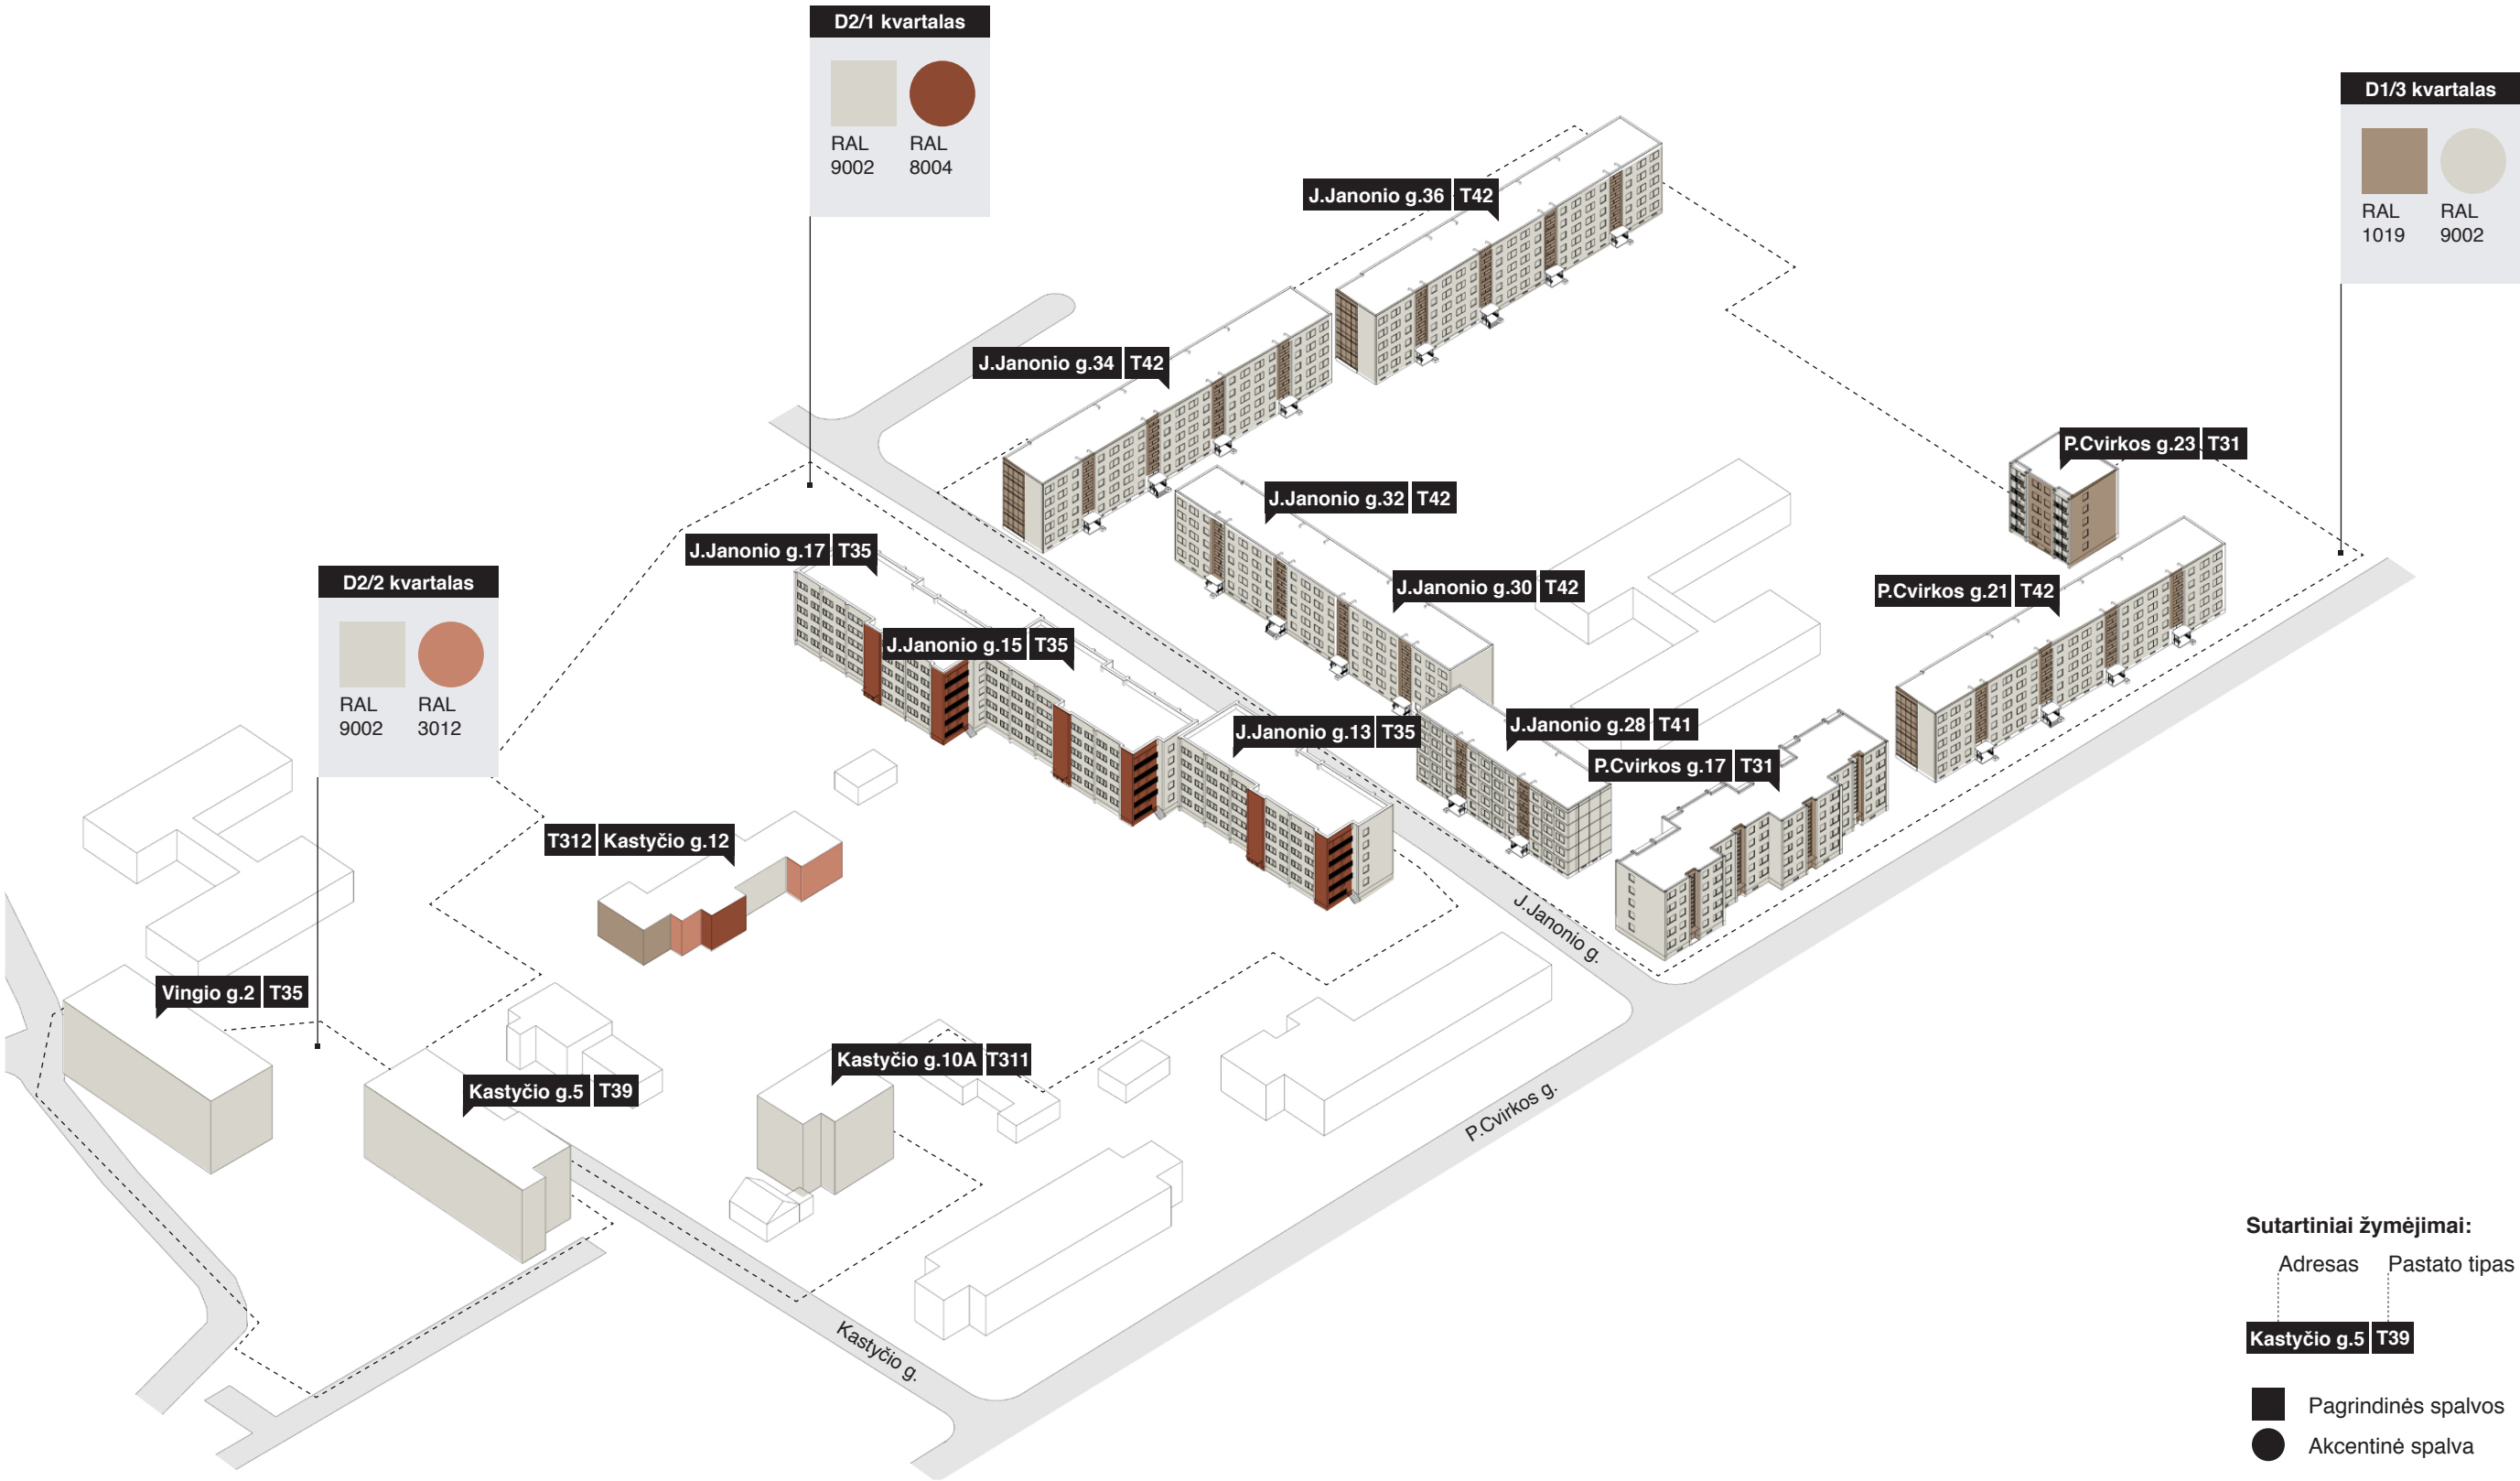 D2/1 kvartalas
RAL
9002
RAL
8004
D1/3 kvartalas
RAL
1019
RAL
9002
J.Janonio g.36 T42
J.Janonio g.34 T42
P.Cvirkos g.23 T31
J.Janonio g.32 T42
J.Janonio g.17 T35
D2/2 kvartalas
RAL
9002
RAL
3012
J.Janonio g.30 T42
P.Cvirkos g.21 T42
J.Janonio g.15 T35
J.Janonio g.13 T35
J.Janonio g.28 T41
P.Cvirkos g.17 T31
T312 Kastyčio g.12
J.Janonio g.
Vingio g.2 T35
Kastyčio g.10A T311
Kastyčio g.5 T39
P.Cvirkos g.
Kastyčio g.
Sutartiniai žymėjimai:
Adresas Pastato tipas
Kastyčio g.5 T39
Pagrindinės spalvos
Akcentinė spalva